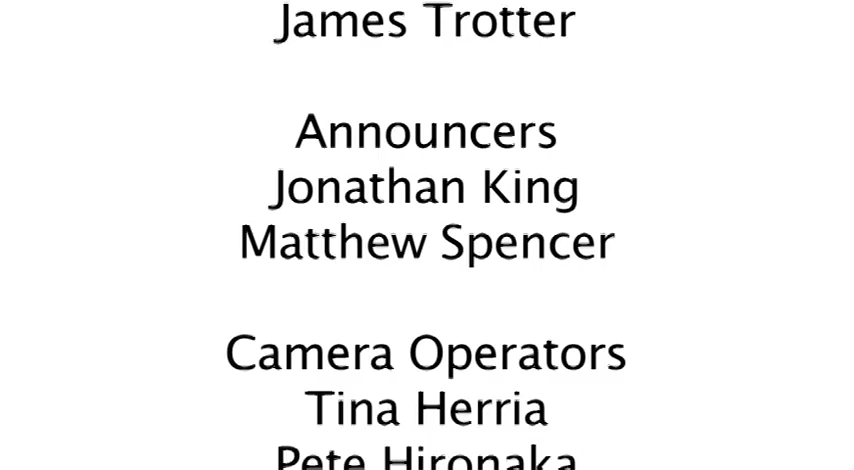 James Trotter
Announcers
Jonathan King
Matthew Spencer
Camera Operators
Tina Herria
Pete Hironaka